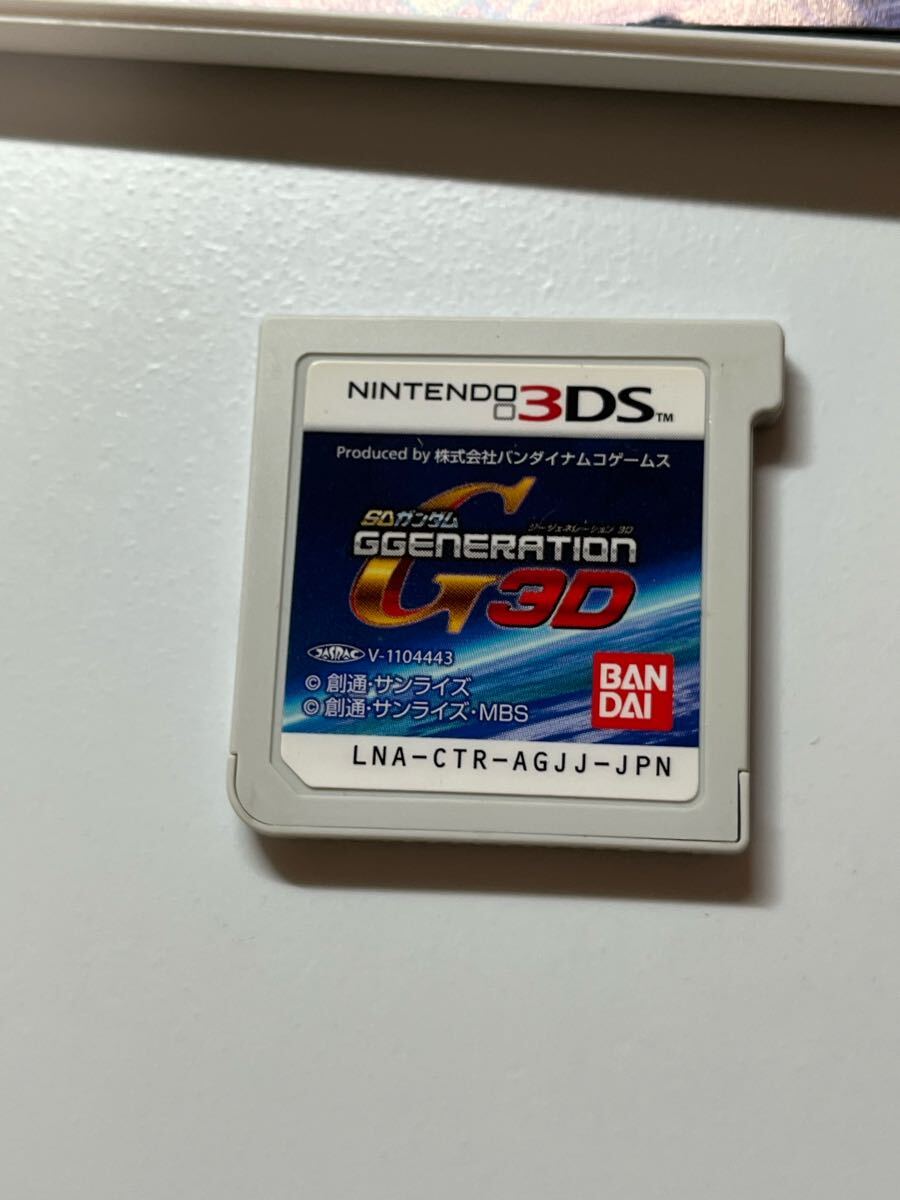 NINTENDO 3DS™
Produced by 株式会社バンダイナムコゲームス
SDガンダム
ジージェネレーション 3D
GGENERATION
3D
JASRAC V-1104443
BAN
DAI
© 創通・サンライズ
© 創通・サンライズ・MBS
LNA-CTR-AGJJ-JPN